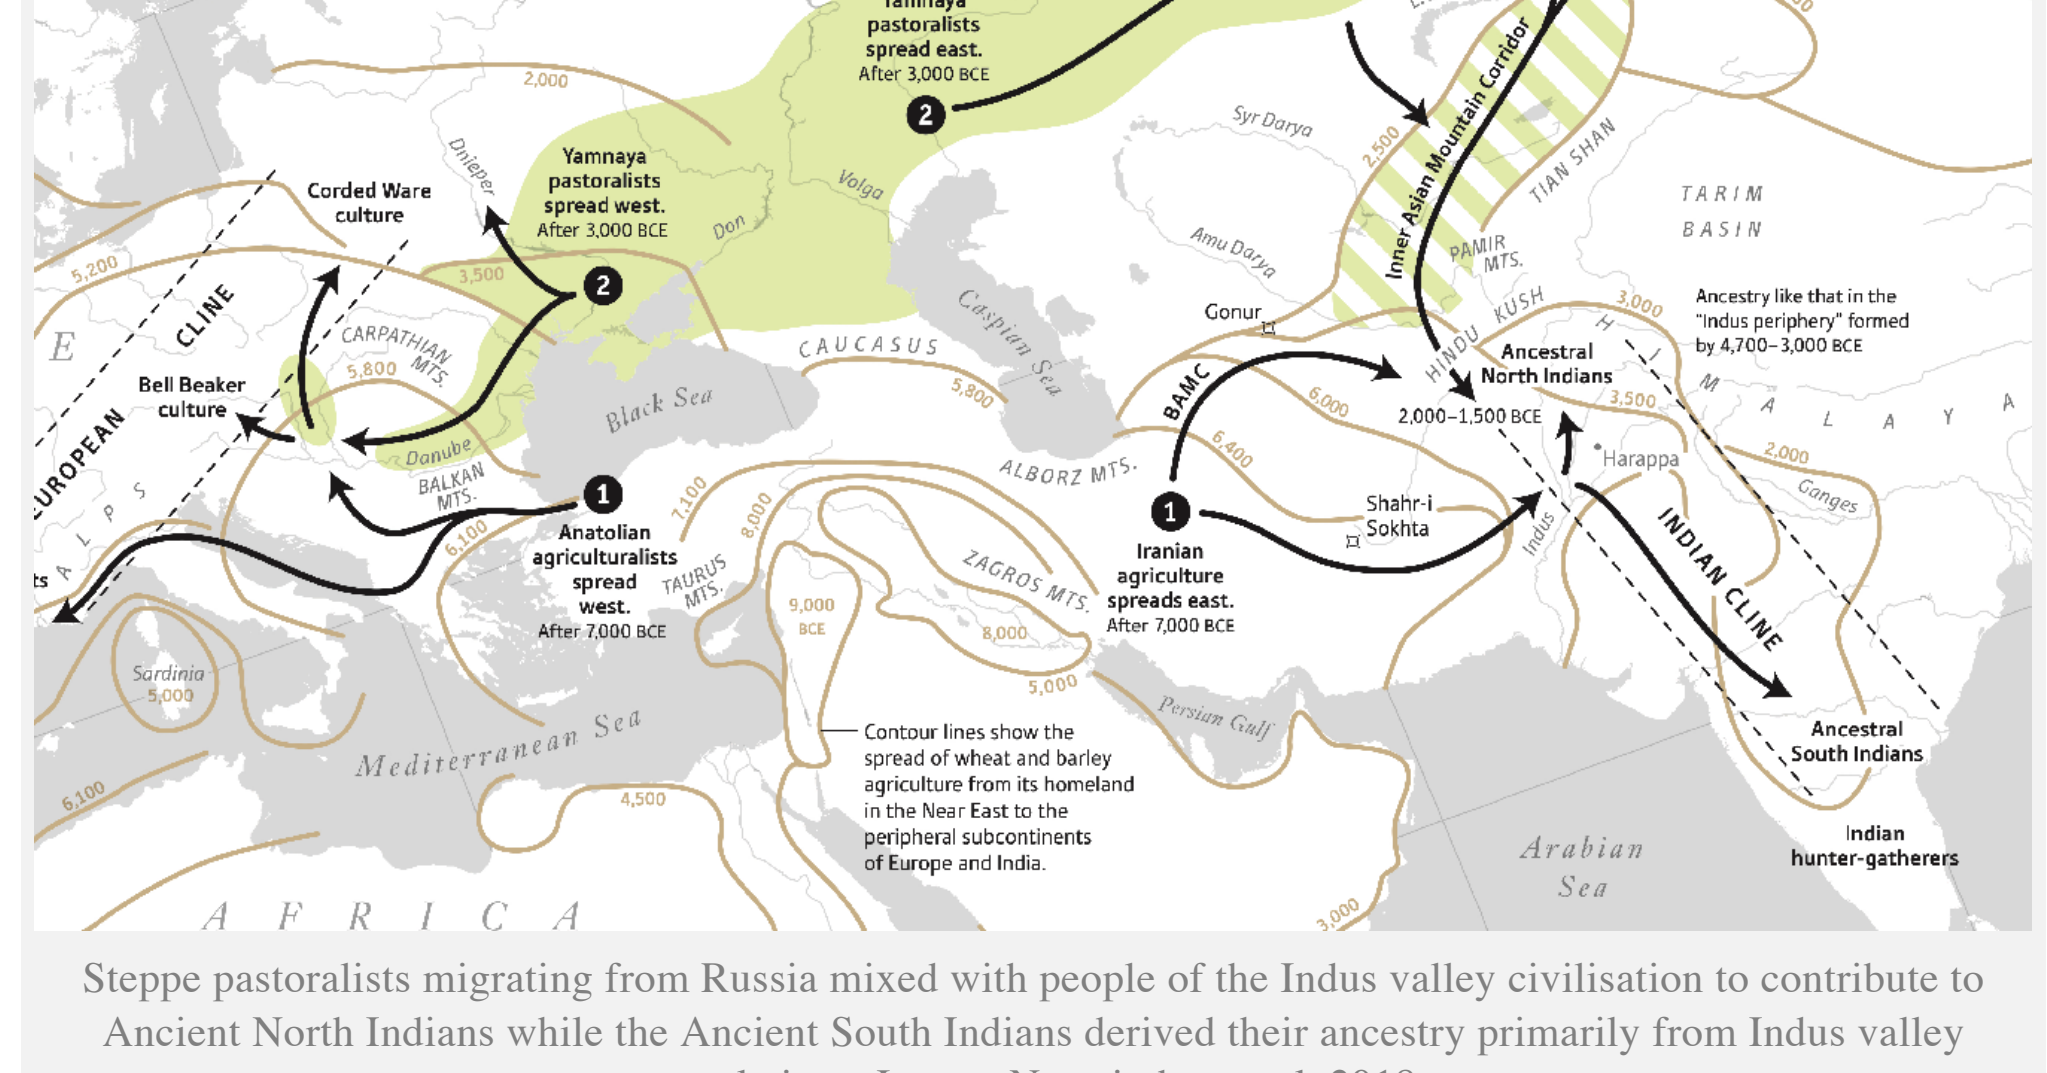 Yamnaya
pastoralists
spread east.
After 3,000 BCE
2
2,000
Dnieper
Yamnaya
pastoralists
spread west.
After 3,000 BCE
2
Volga
Don
Corded Ware
culture
5,200
3,500
E
EUROPEAN CLINE
CARPATHIAN
MTS.
5,800
Bell Beaker
culture
Danube
BALKAN
MTS.
ALPS
Black Sea
CAUCASUS
5,800
Caspian Sea
Syr Darya
Amu Darya
2,500
Inner Asian Mountain Corridor
TIAN SHAN
TARIM
BASIN
PAMIR
MTS.
Gonur
HINDU KUSH
3,000
Ancestry like that in the
“Indus periphery” formed
by 4,700–3,000 BCE
Ancestral
North Indians
HIMALAYA
BAMC
6,000
2,000–1,500 BCE
3,500
6,400
Harappa
2,000
Ganges
ALBORZ MTS.
Shahr-i
Sokhta
Indus
INDIAN CLINE
1
Anatolian
agriculturalists
spread
west.
After 7,000 BCE
6,100
7,100
8,000
TAURUS
MTS.
ZAGROS MTS.
1
Iranian
agriculture
spreads east.
After 7,000 BCE
9,000
BCE
8,000
5,000
Sardinia
5,000
Persian Gulf
Mediterranean Sea
Contour lines show the
spread of wheat and barley
agriculture from its homeland
in the Near East to the
peripheral subcontinents
of Europe and India.
Ancestral
South Indians
6,100
4,500
Indian
hunter-gatherers
Arabian
Sea
AFRICA
3,000
Steppe pastoralists migrating from Russia mixed with people of the Indus valley civilisation to contribute to
Ancient North Indians while the Ancient South Indians derived their ancestry primarily from Indus valley